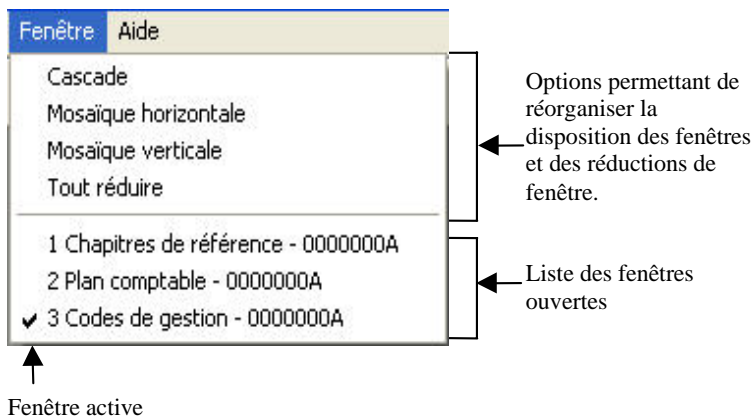 Fenêtre Aide
Cascade
Mosaïque horizontale
Mosaïque verticale
Tout réduire
1 Chapitres de référence - 0000000A
2 Plan comptable - 0000000A
3 Codes de gestion - 0000000A
Options permettant de
réorganiser la
disposition des fenêtres
et des réductions de
fenêtre.
Liste des fenêtres
ouvertes
Fenêtre active